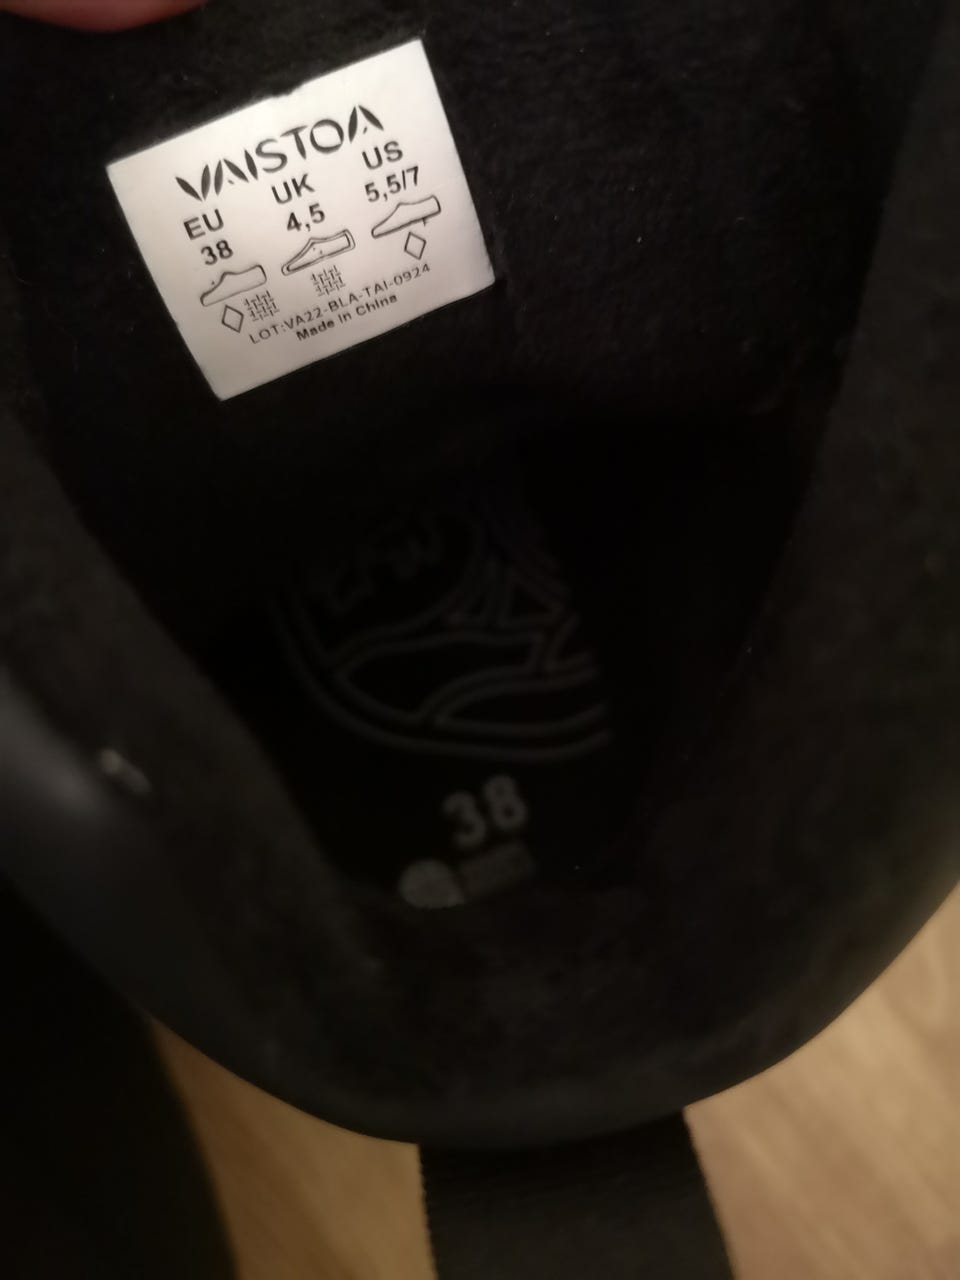 VAISTOA
EU UK US
38 4,5 5,5/7
LOT:VA22-BLA-TAI-0924
Made in China
38